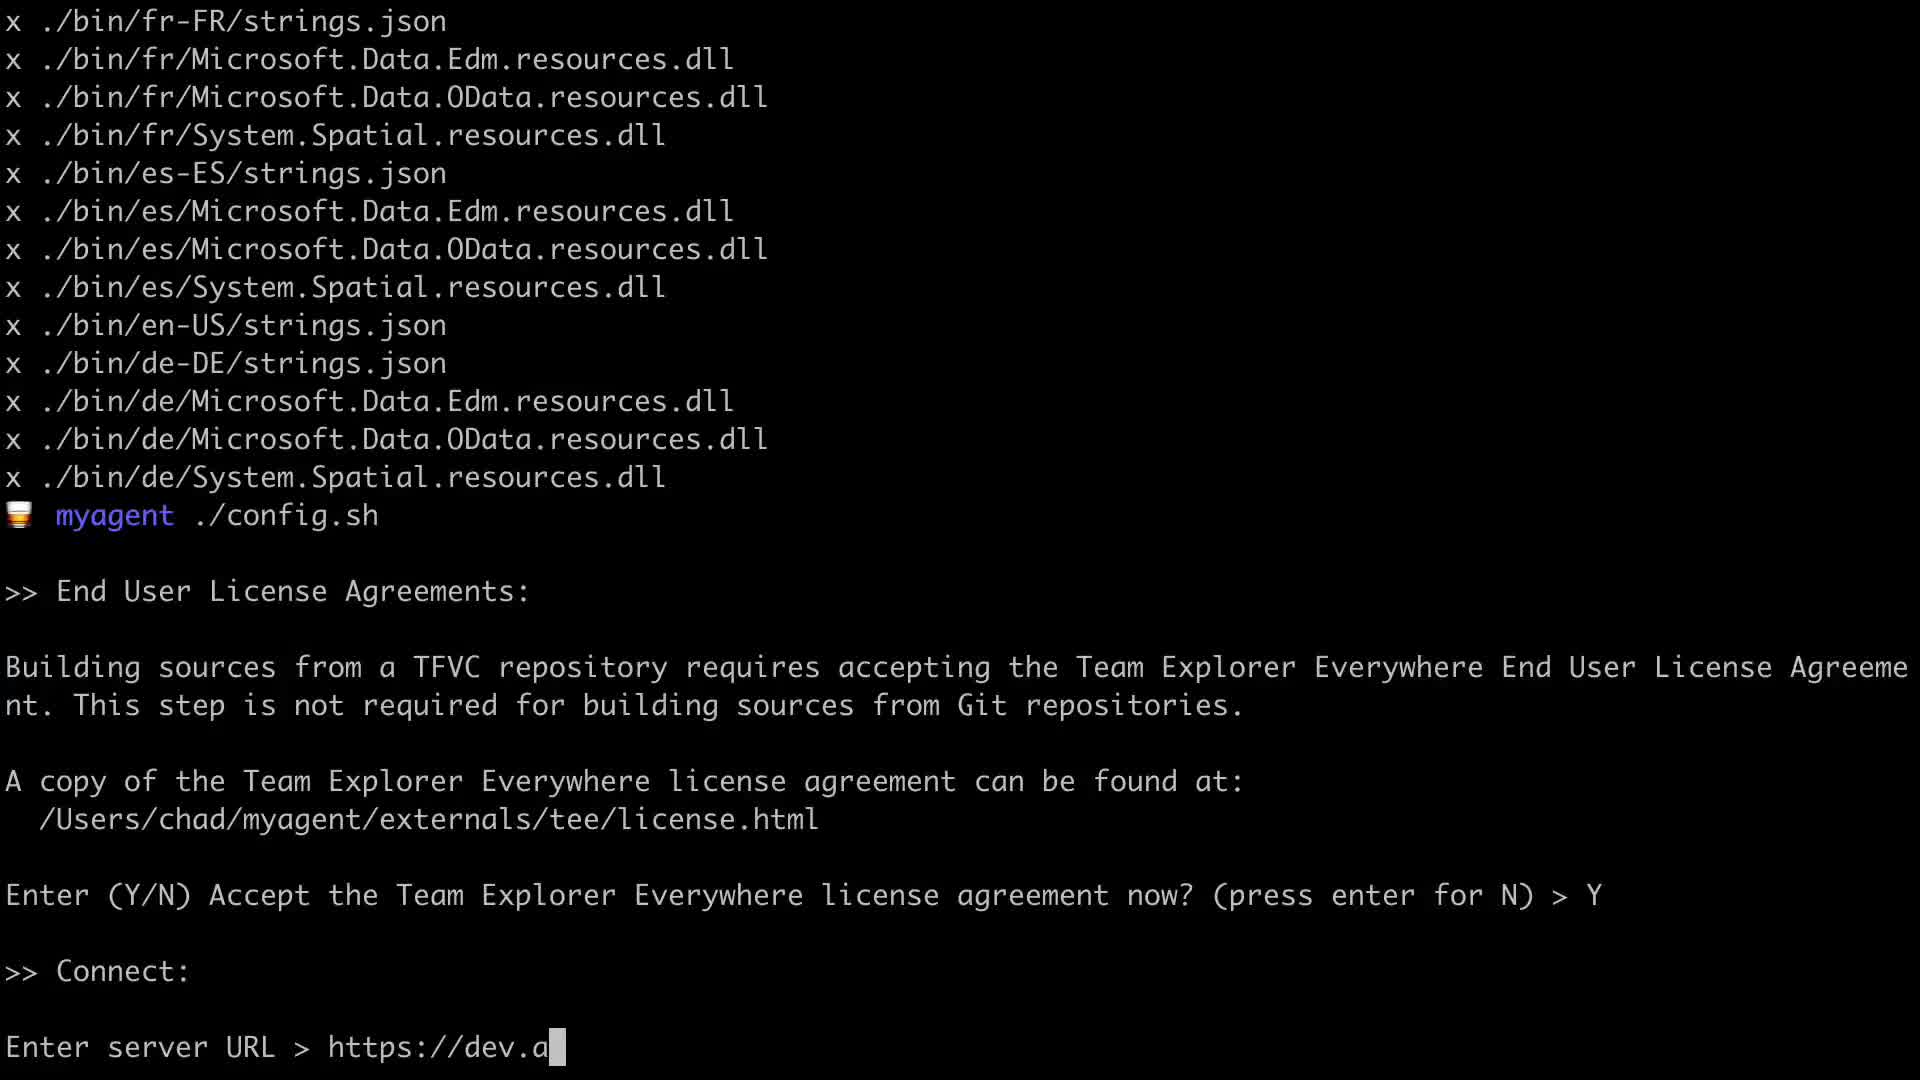 x ./bin/fr-FR/strings.json
x ./bin/fr/Microsoft.Data.Edm.resources.dll
x ./bin/fr/Microsoft.Data.OData.resources.dll
x ./bin/fr/System.Spatial.resources.dll
x ./bin/es-ES/strings.json
x ./bin/es/Microsoft.Data.Edm.resources.dll
x ./bin/es/Microsoft.Data.OData.resources.dll
x ./bin/es/System.Spatial.resources.dll
x ./bin/en-US/strings.json
x ./bin/de-DE/strings.json
x ./bin/de/Microsoft.Data.Edm.resources.dll
x ./bin/de/Microsoft.Data.OData.resources.dll
x ./bin/de/System.Spatial.resources.dll
myagent ./config.sh
>> End User License Agreements:
Building sources from a TFVC repository requires accepting the Team Explorer Everywhere End User License Agreeme
nt. This step is not required for building sources from Git repositories.
A copy of the Team Explorer Everywhere license agreement can be found at:
/Users/chad/myagent/externals/tee/license.html
Enter (Y/N) Accept the Team Explorer Everywhere license agreement now? (press enter for N) > Y
>> Connect:
Enter server URL > https://dev.a